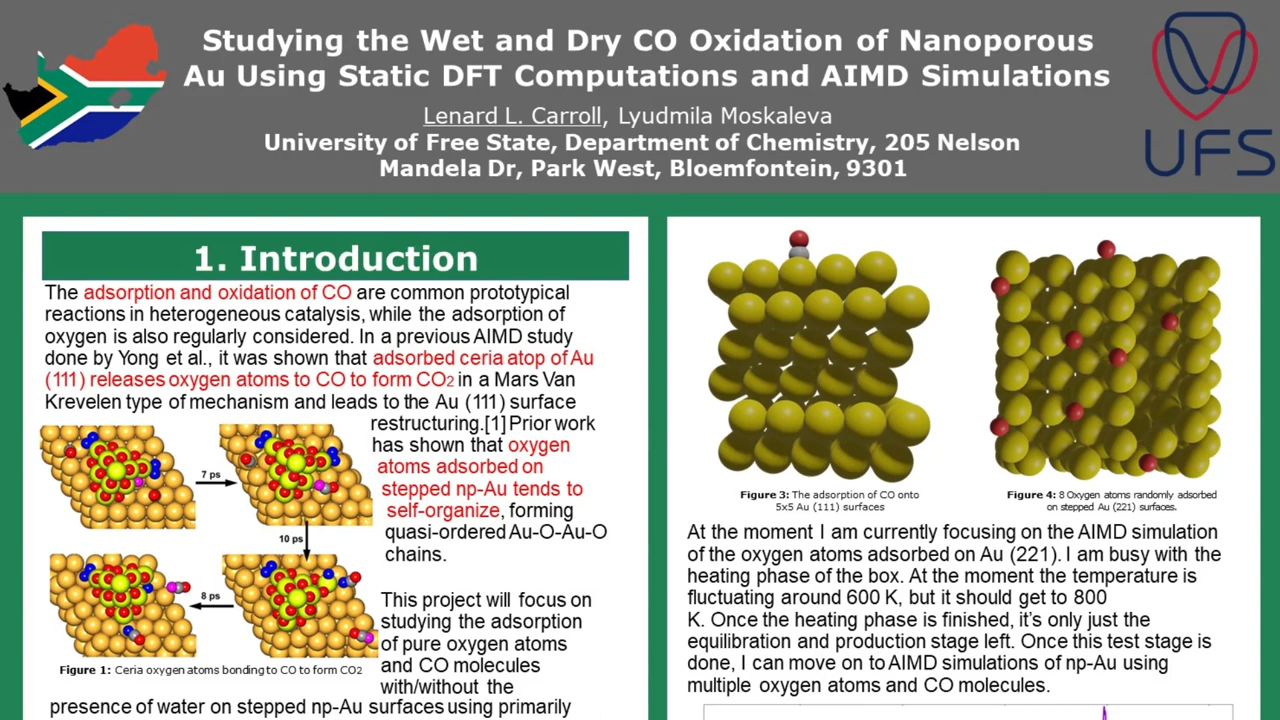 Studying the Wet and Dry CO Oxidation of Nanoporous
Au Using Static DFT Computations and AIMD Simulations
Lenard L. Carroll, Lyudmila Moskaleva
University of Free State, Department of Chemistry, 205 Nelson
Mandela Dr, Park West, Bloemfontein, 9301
UFS
1. Introduction
The adsorption and oxidation of CO are common prototypical
reactions in heterogeneous catalysis, while the adsorption of
oxygen is also regularly considered. In a previous AIMD study
done by Yong et al., it was shown that adsorbed ceria atop of Au
(111) releases oxygen atoms to CO to form CO2 in a Mars Van
Krevelen type of mechanism and leads to the Au (111) surface
restructuring.[1] Prior work
has shown that oxygen
atoms adsorbed on
stepped np-Au tends to
self-organize, forming
quasi-ordered Au-O-Au-O
chains.
7 ps
10 ps
8 ps
Figure 1: Ceria oxygen atoms bonding to CO to form CO2
This project will focus on
studying the adsorption
of pure oxygen atoms
and CO molecules
with/without the
presence of water on stepped np-Au surfaces using primarily
Figure 3: The adsorption of CO onto
5x5 Au (111) surfaces
Figure 4: 8 Oxygen atoms randomly adsorbed
on stepped Au (221) surfaces.
At the moment I am currently focusing on the AIMD simulation
of the oxygen atoms adsorbed on Au (221). I am busy with the
heating phase of the box. At the moment the temperature is
fluctuating around 600 K, but it should get to 800
K. Once the heating phase is finished, it's only just the
equilibration and production stage left. Once this test stage is
done, I can move on to AIMD simulations of np-Au using
multiple oxygen atoms and CO molecules.